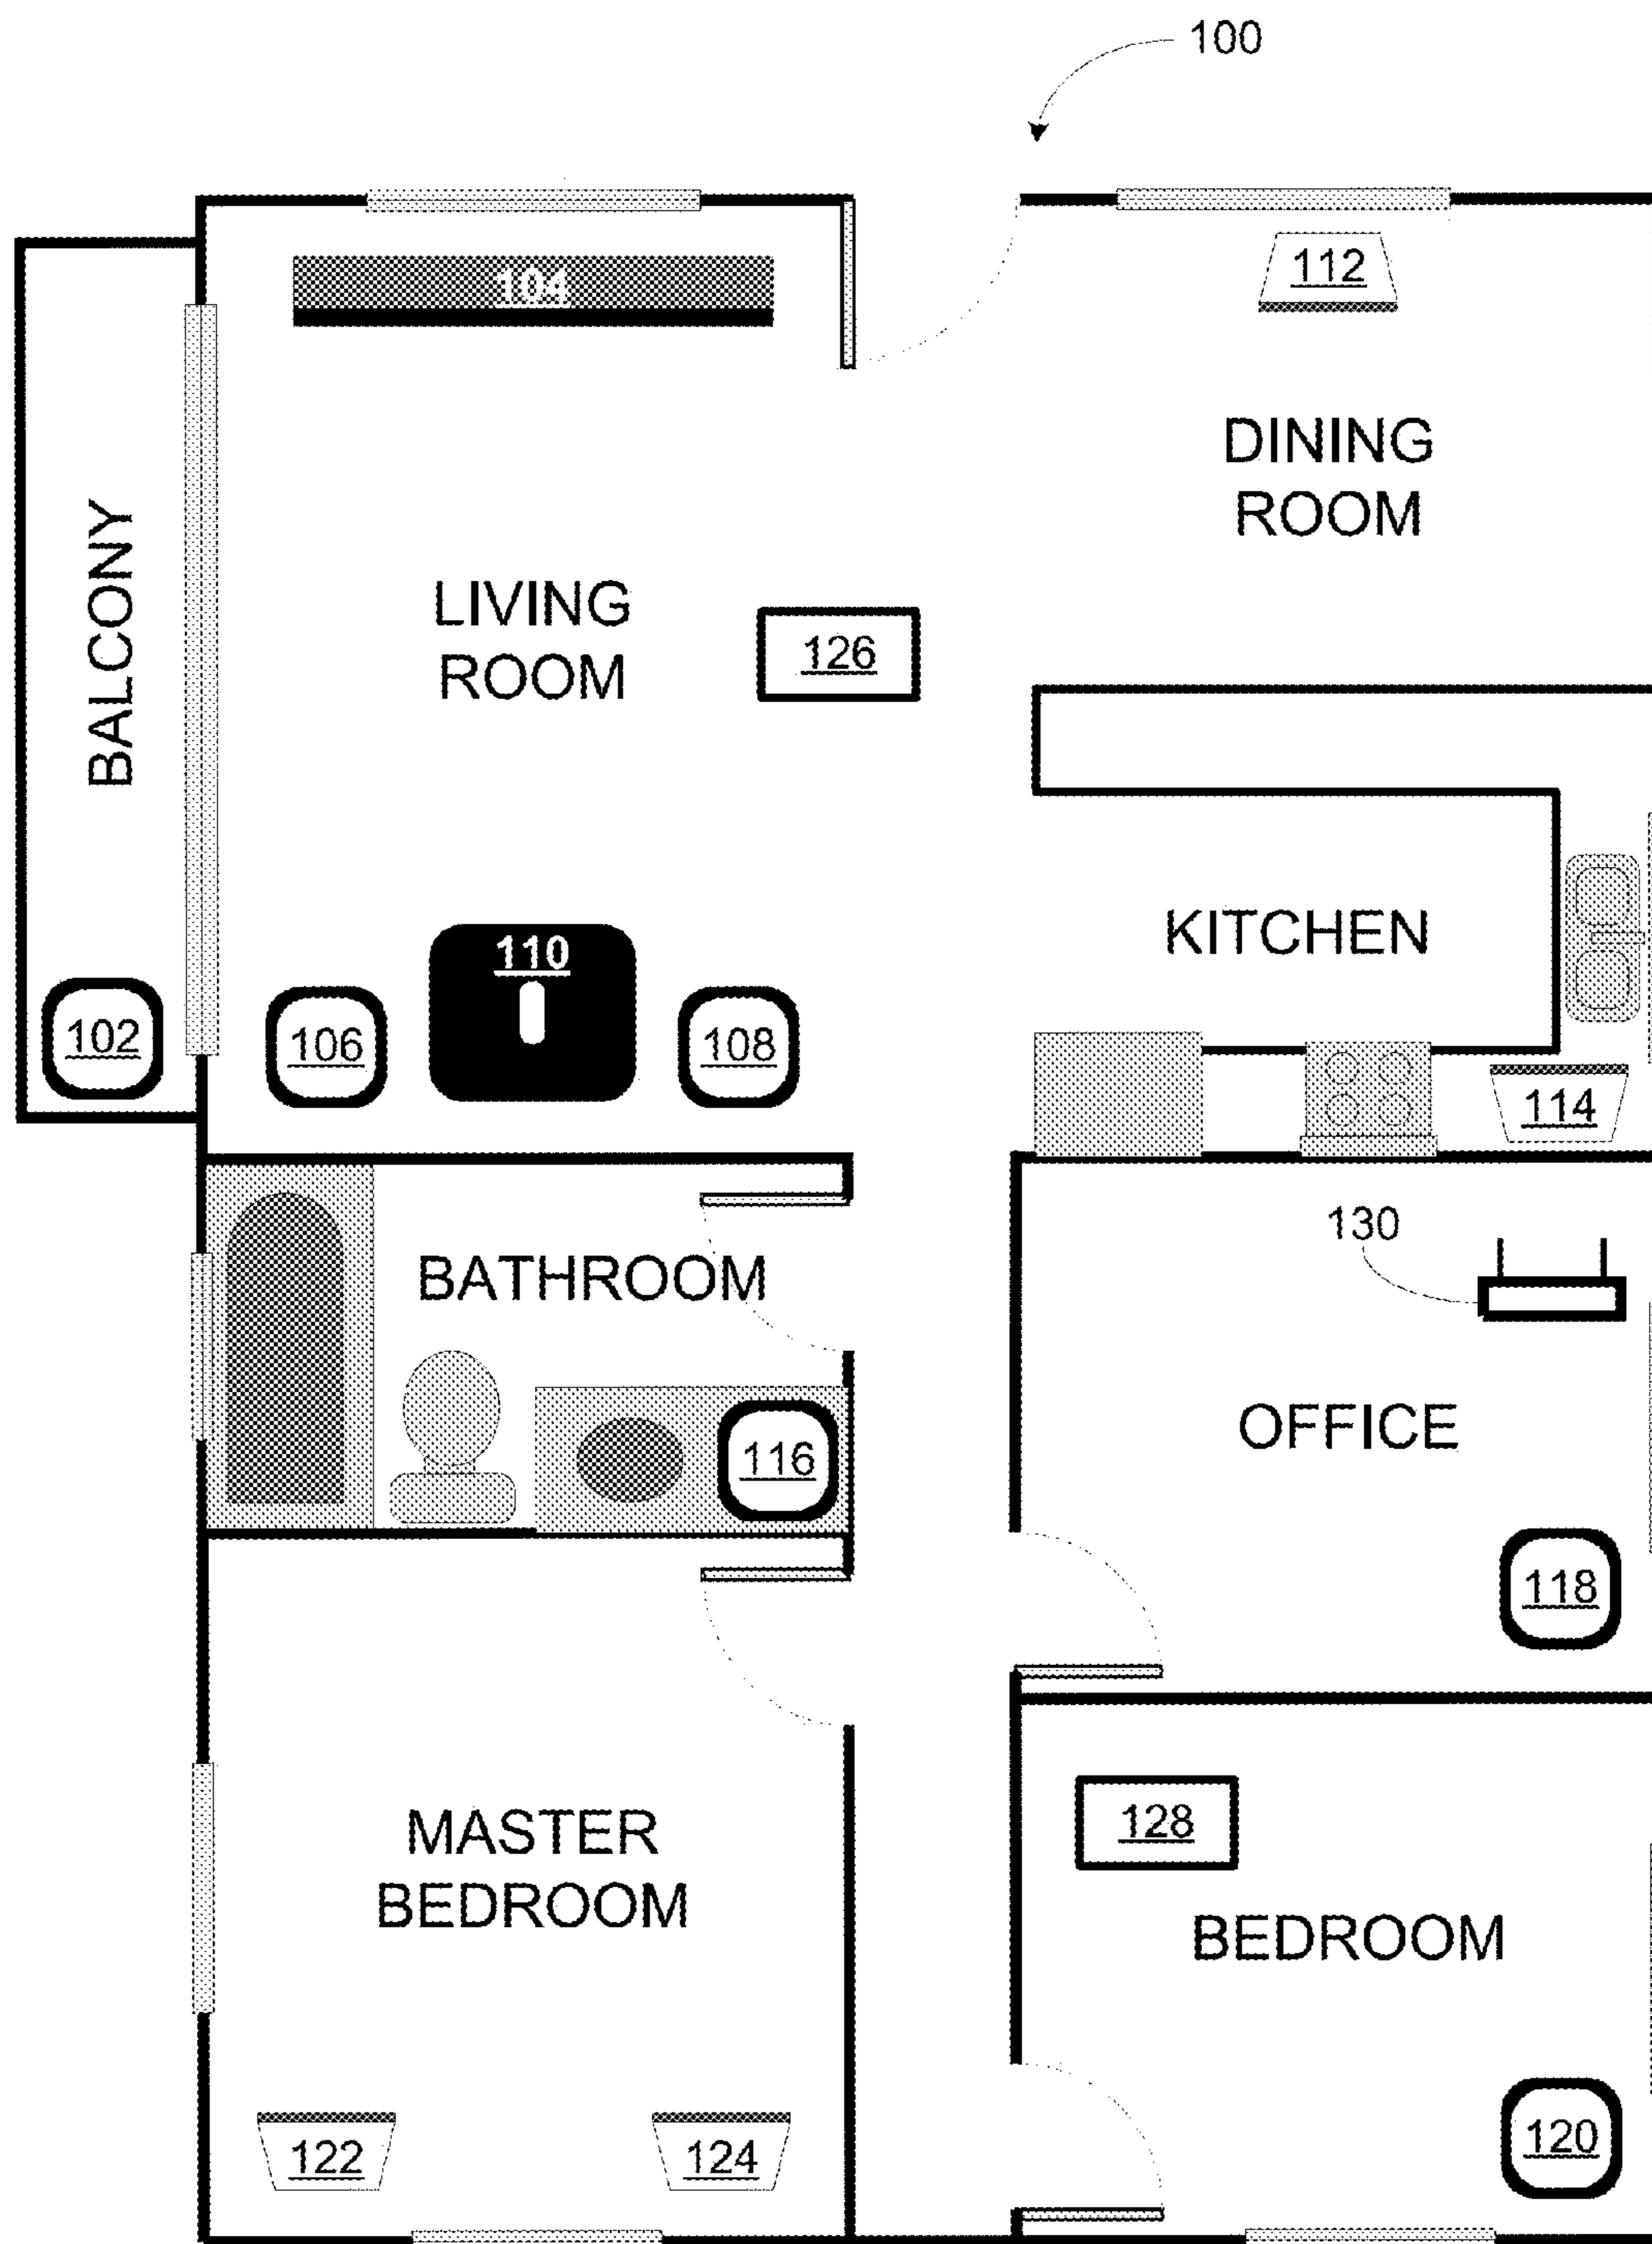 100
104
112
DINING
ROOM
BALCONY
LIVING
ROOM
126
KITCHEN
110
102
106
108
114
130
BATHROOM
OFFICE
116
118
128
MASTER
BEDROOM
BEDROOM
122
124
120